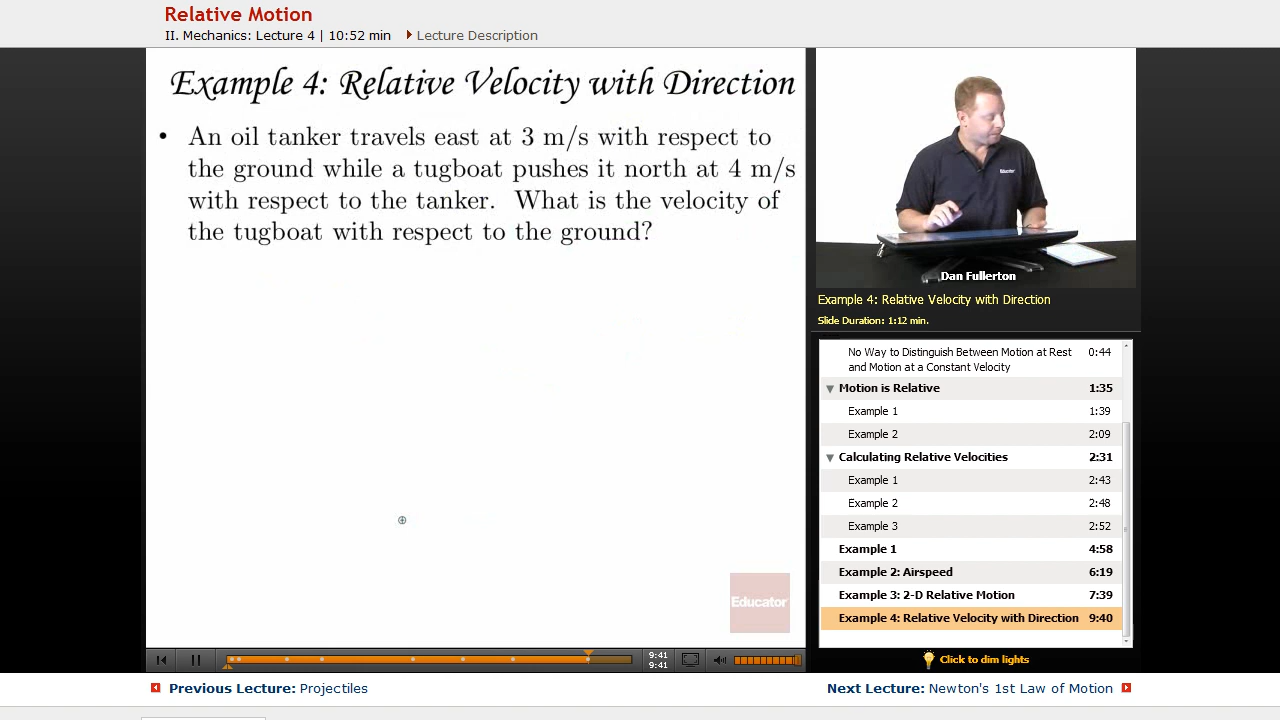 Relative Motion
II. Mechanics: Lecture 4 | 10:52 min
Lecture Description
Example 4: Relative Velocity with Direction
• An oil tanker travels east at 3 m/s with respect to
the ground while a tugboat pushes it north at 4 m/s
with respect to the tanker. What is the velocity of
the tugboat with respect to the ground?
Educator
Educator
Dan Fullerton
Example 4: Relative Velocity with Direction
Slide Duration: 1:12 min.
No Way to Distinguish Between Motion at Rest 0:44
and Motion at a Constant Velocity
Motion is Relative 1:35
Example 1 1:39
Example 2 2:09
Calculating Relative Velocities 2:31
Example 1 2:43
Example 2 2:48
Example 3 2:52
Example 1 4:58
Example 2: Airspeed 6:19
Example 3: 2-D Relative Motion 7:39
Example 4: Relative Velocity with Direction 9:40
9:41
9:41
Click to dim lights
Previous Lecture: Projectiles
Next Lecture: Newton's 1st Law of Motion